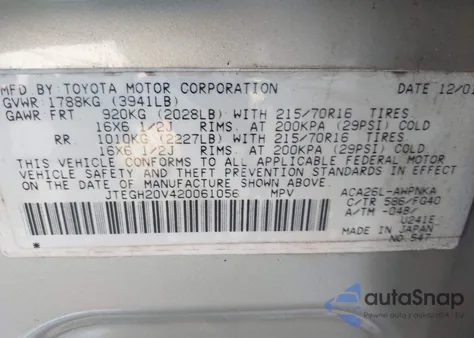 MFD BY: TOYOTA MOTOR CORPORATION DATE 12/01
GVWR: 1788KG (3941LB)
GAWR: FRT 920KG (2028LB) WITH 215/70R16 TIRES
16X6 1/2J RIMS. AT 200KPA (29PSI) COLD
RR 1010KG (2227LB) WITH 215/70R16 TIRES
16X6 1/2J RIMS. AT 200KPA (29PSI) COLD
THIS VEHICLE CONFORMS TO ALL APPLICABLE FEDERAL MOTOR
VEHICLE SAFETY AND THEFT PREVENTION STANDARDS IN
EFFECT ON THE DATE OF MANUFACTURE SHOWN ABOVE.
JTEGH20V420061056 MPV ACA26L-AWPNKA
C/TR 586/FG40
A/TM -04B/
U241E
MADE IN JAPAN
NO. 547
autoSnap